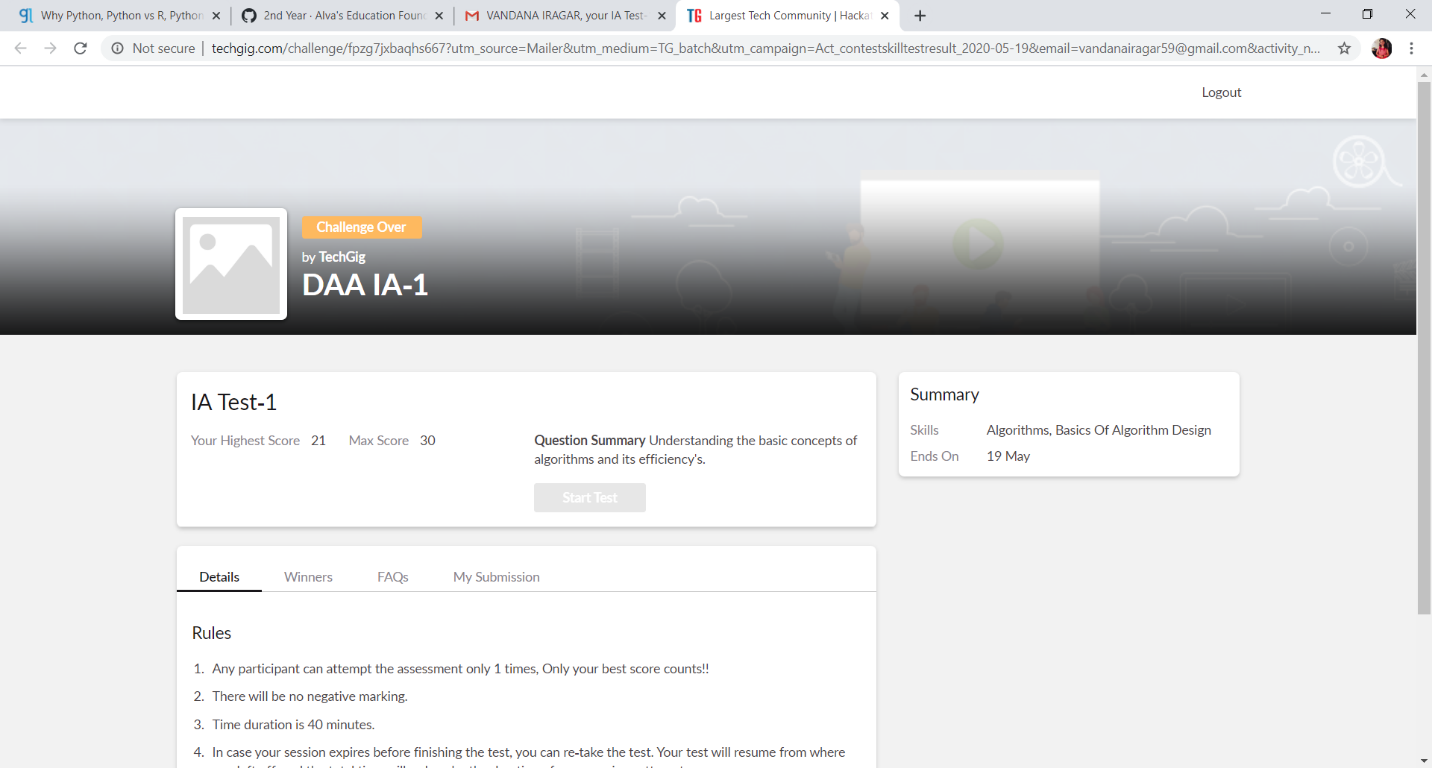 Why Python, Python vs R, Python
2nd Year · Alva's Education Foun
VANDANA IRAGAR, your IA Test-
TG Largest Tech Community | Hacka
Not secure | techgig.com/challenge/fpzg7jxbaqhs667?utm_source=Mailer&utm_medium=TG_batch&utm_campaign=Act_contestskilltestresult_2020-05-19&email=vandanairagar59@gmail.com&activity_n...
Logout
Challenge Over
by TechGig
DAA IA-1
IA Test-1
Your Highest Score 21 Max Score 30
Question Summary Understanding the basic concepts of
algorithms and its efficiency's.
Start Test
Summary
Skills Algorithms, Basics Of Algorithm Design
Ends On 19 May
Details Winners FAQs My Submission
Rules
1. Any participant can attempt the assessment only 1 times, Only your best score counts!!
2. There will be no negative marking.
3. Time duration is 40 minutes.
4. In case your session expires before finishing the test, you can re-take the test. Your test will resume from where